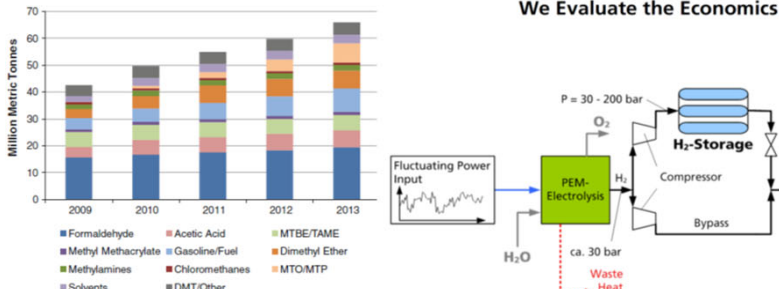 We Evaluate the Economics
Million Metric Tonnes
70
60
50
40
30
20
10
0
2009 2010 2011 2012 2013
Formaldehyde Acetic Acid MTBE/TAME
Methyl Methacrylate Gasoline/Fuel Dimethyl Ether
Methylamines Chloromethanes MTO/MTP
Solvents DMT/Other
P = 30 - 200 bar
O₂
H₂-Storage
Fluctuating Power
Input
PEM-
Electrolysis
H₂
Compressor
Bypass
H₂O
ca. 30 bar
Waste
Heat